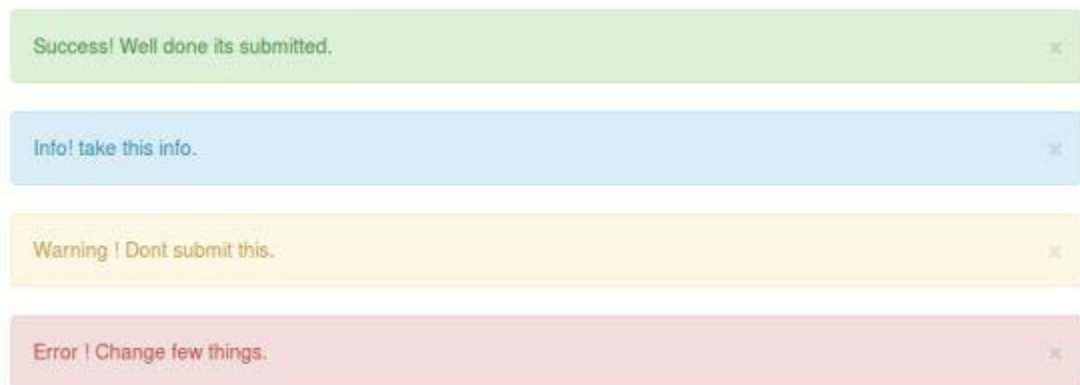 Success! Well done its submitted. ×
Info! take this info. ×
Warning ! Dont submit this. ×
Error ! Change few things. ×